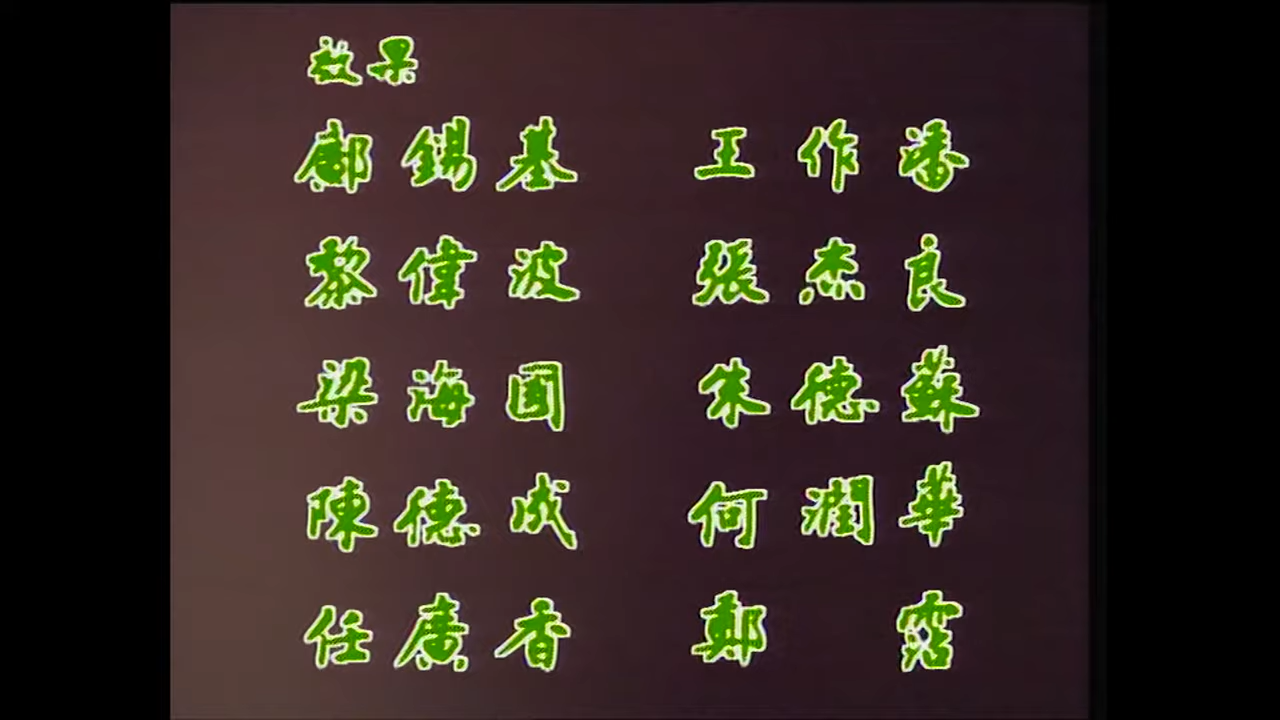 效果
鄺錫基 王作潘
黎偉波 張杰良
梁海國 朱德蘇
陳德成 何潤華
任廣香 鄭